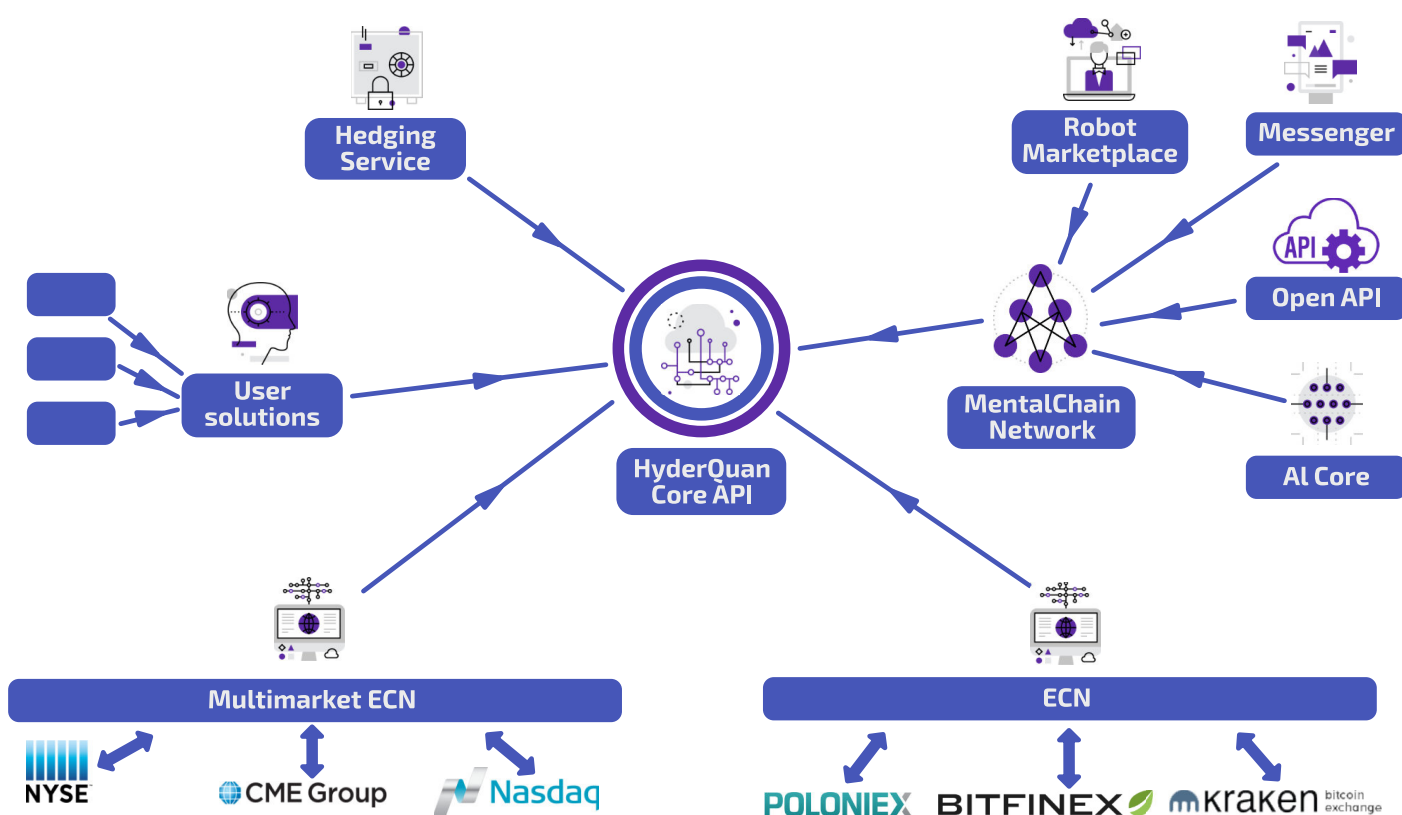 Hedging
Service
Robot
Marketplace
Messenger
API
Open API
User
solutions
MentalChain
Network
HyderQuan
Core API
Al Core
Multimarket ECN
ECN
NYSE
CME Group
Nasdaq
POLONIEX
BITFINEX
kraken
bitcoin
exchange